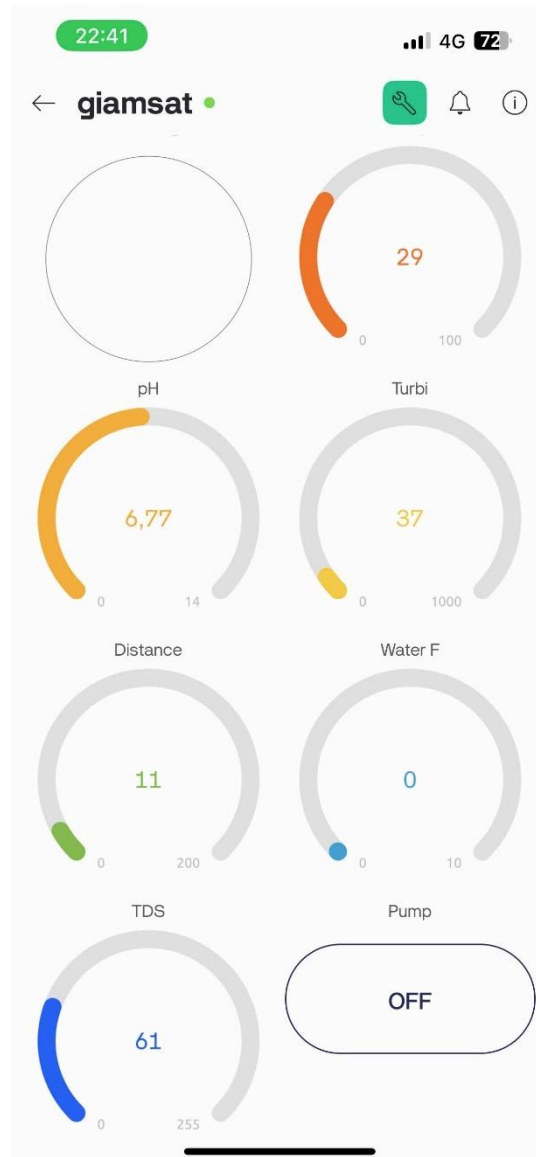 22:41 4G 72
giamsat
29
0 100
pH Turbi
6,77 37
0 14 0 1000
Distance Water F
11 0
0 200 0 10
TDS Pump
61 OFF
0 255